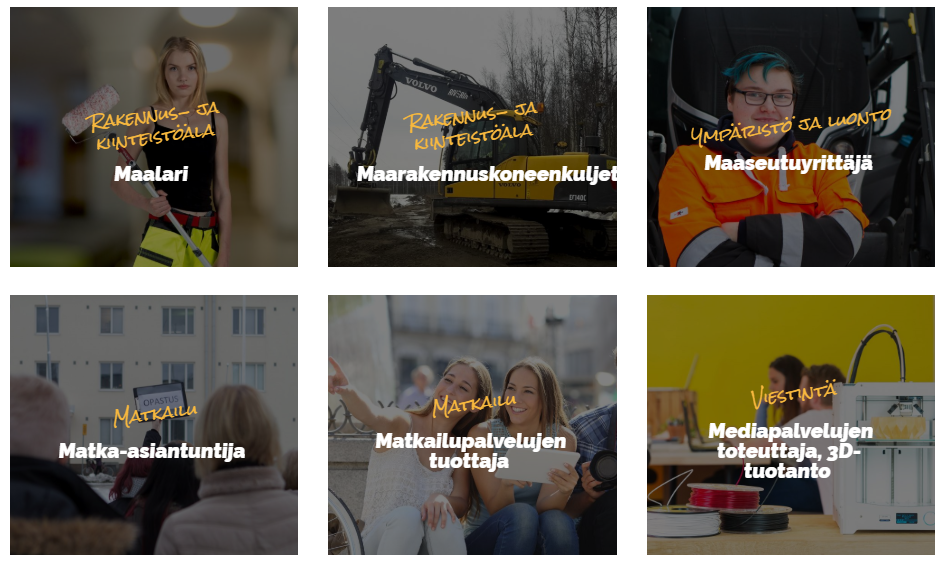 Rakennus- ja
kiinteistöala
Maalari
VOLVO
Rakennus- ja
kiinteistöala
Maarakennuskoneenkuljet
VOLVO
Ympäristö ja luonto
Maaseutuyrittäjä
OPASTUS
Matkailu
Matka-asiantuntija
Matkailu
Matkailupalvelujen
tuottaja
Viestintä
Mediapalvelujen
toteuttaja, 3D-
tuotanto